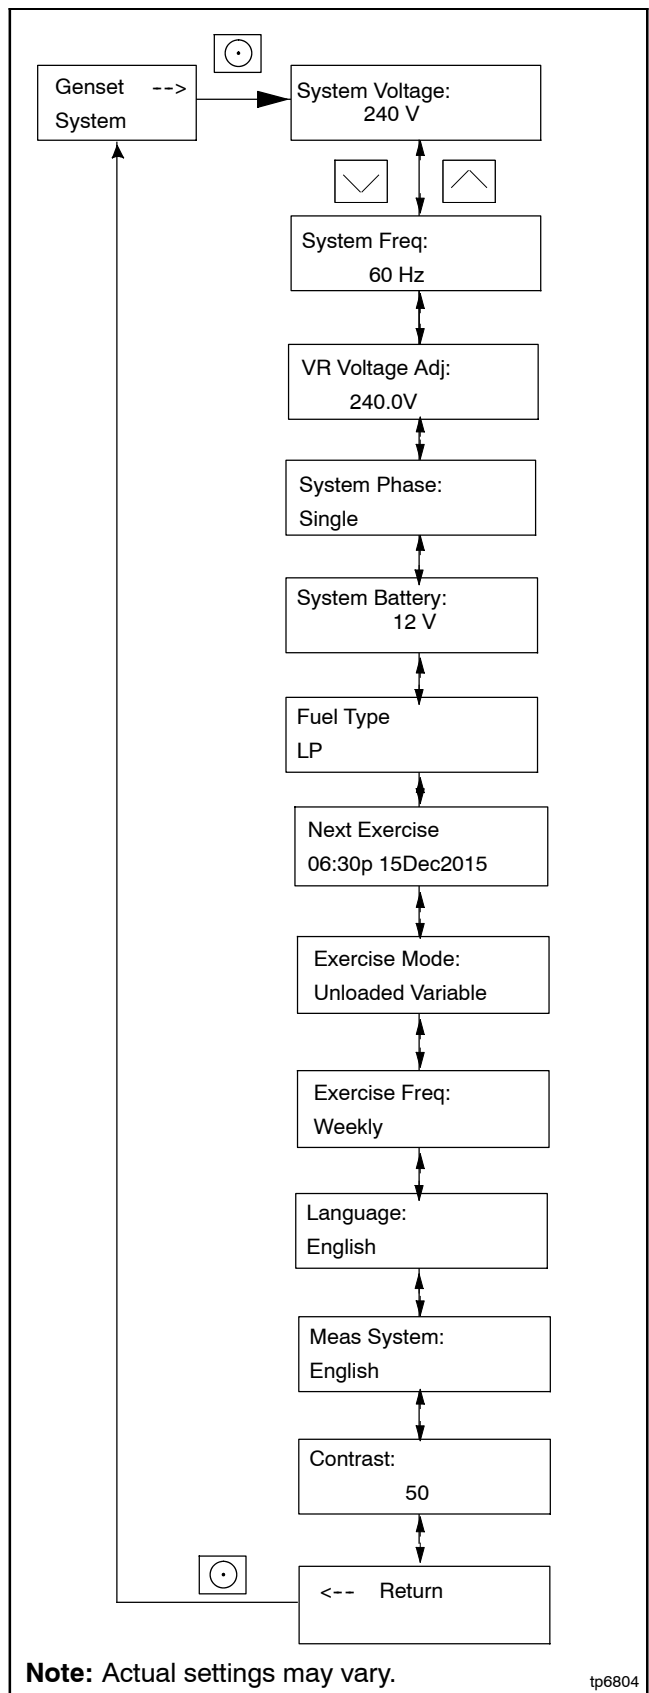 Genset -->
System
System Voltage:
240 V
System Freq:
60 Hz
VR Voltage Adj:
240.0V
System Phase:
Single
System Battery:
12 V
Fuel Type
LP
Next Exercise
06:30p 15Dec2015
Exercise Mode:
Unloaded Variable
Exercise Freq:
Weekly
Language:
English
Meas System:
English
Contrast:
50
<-- Return
Note: Actual settings may vary.
tp6804